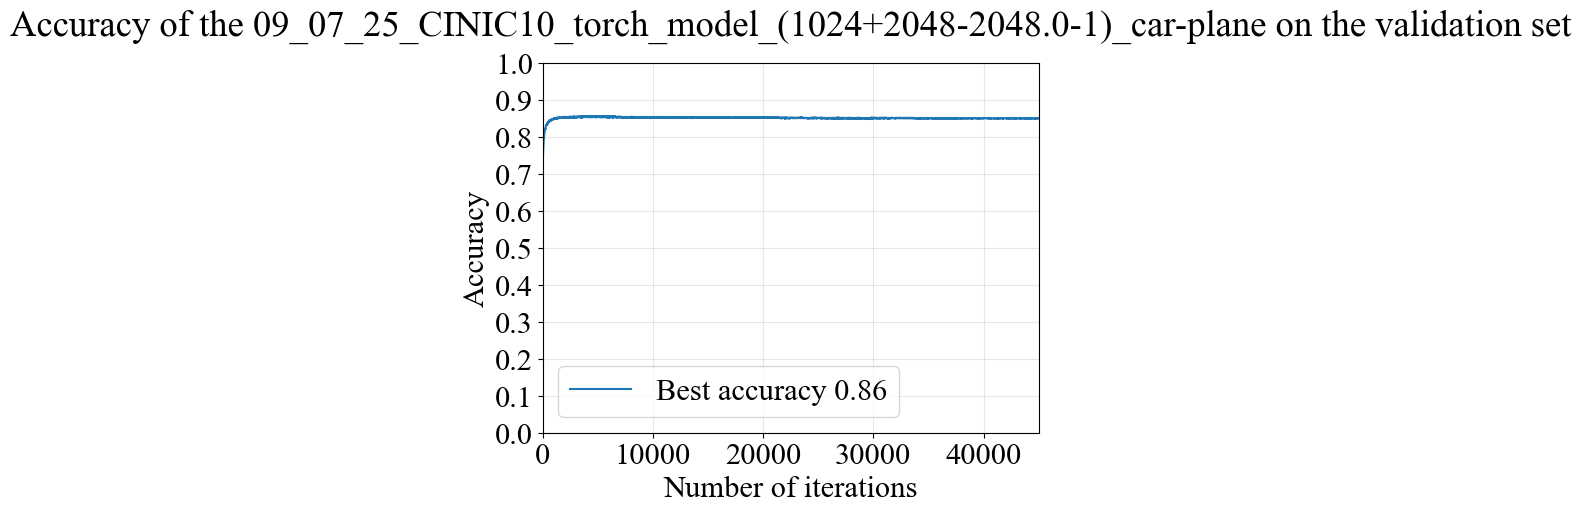 Accuracy of the 09_07_25_CINIC10_torch_model_(1024+2048-2048.0-1)_car-plane on the validation set
1.0
0.9
0.8
0.7
0.6
0.5
0.4
0.3
0.2
0.1
0.0
Accuracy
Best accuracy 0.86
0 10000 20000 30000 40000
Number of iterations